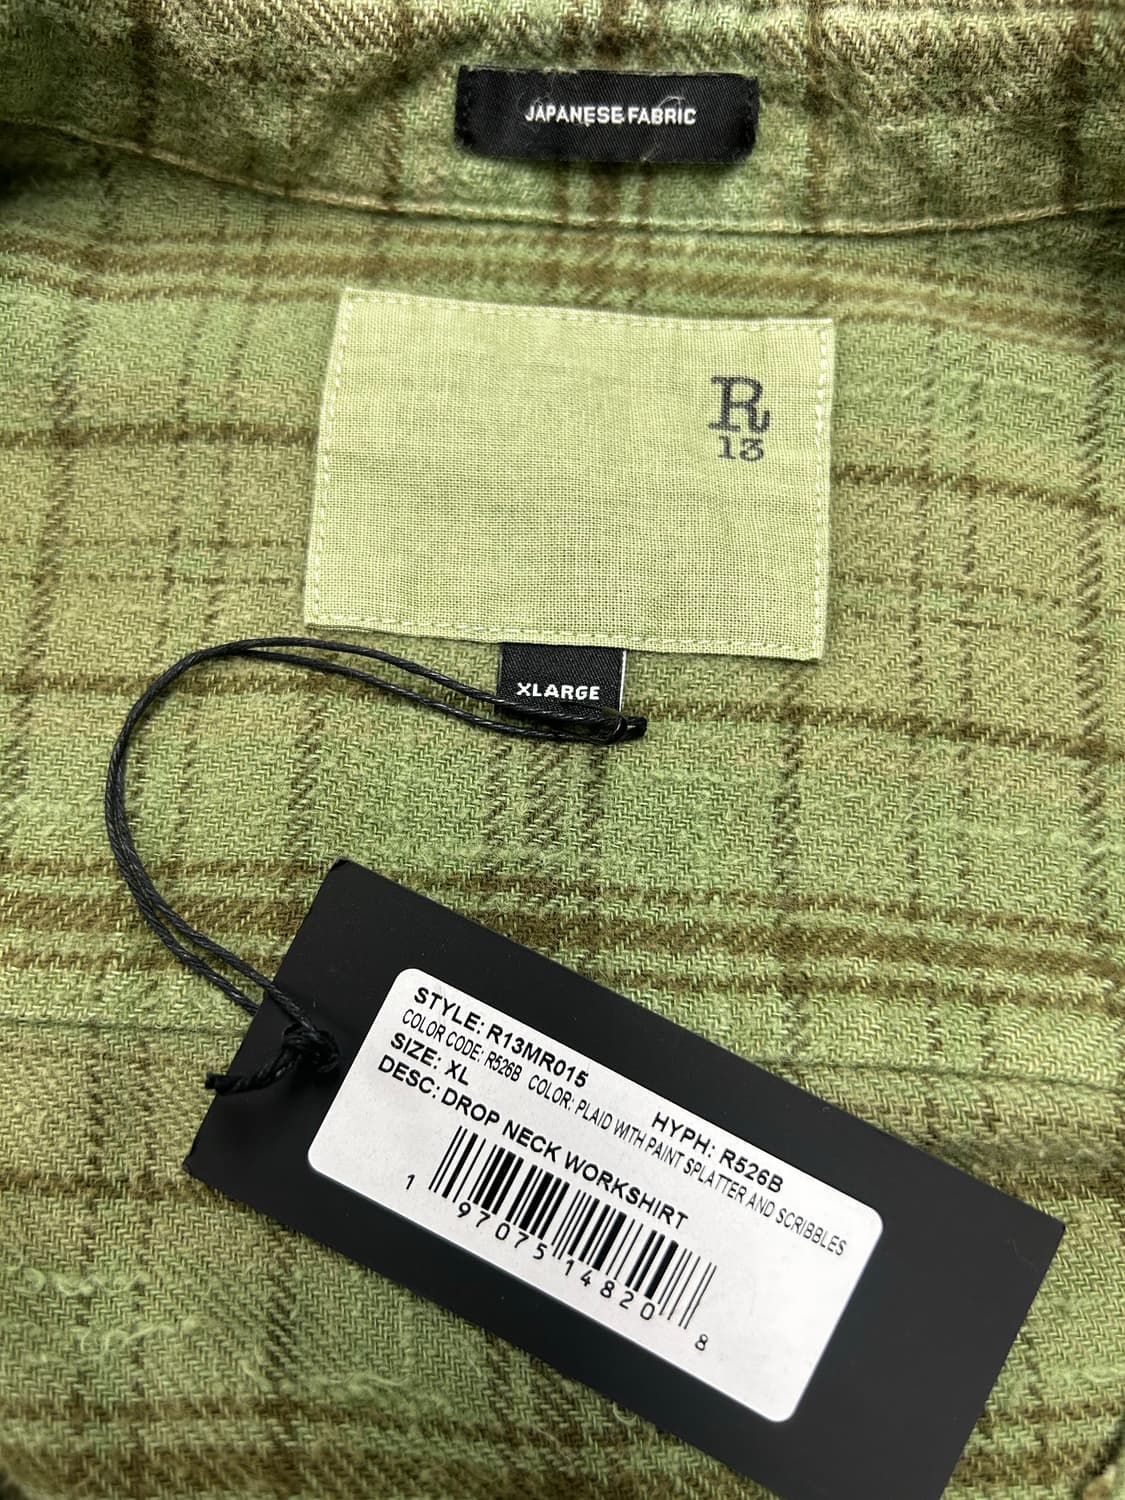 JAPANESE FABRIC
R
13
XLARGE
STYLE: R13MR015 HYPH: R526B
COLOR CODE: R526B COLOR: PLAID WITH PAINT SPLATTER AND SCRIBBLES
SIZE: XL
DESC: DROP NECK WORKSHIRT
1 97075 14820 8